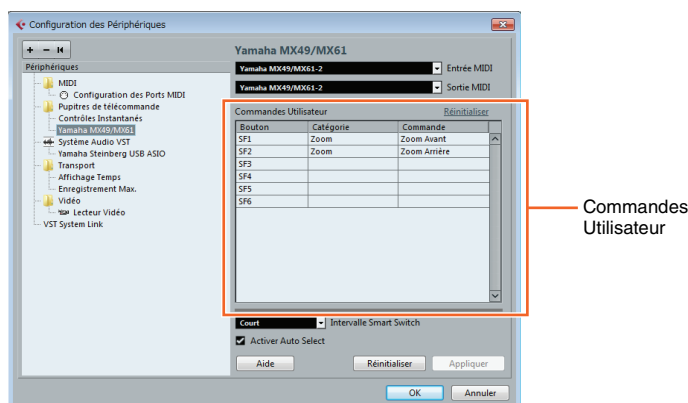 Configuration des Périphériques
+ − 
Périphériques
MIDI
Configuration des Ports MIDI
Pupitres de télécommande
Contrôles Instantanés
Yamaha MX49/MX61
Système Audio VST
Yamaha Steinberg USB ASIO
Transport
Affichage Temps
Enregistrement Max.
Vidéo
Lecteur Vidéo
VST System Link
Yamaha MX49/MX61
Yamaha MX49/MX61-2 Entrée MIDI
Yamaha MX49/MX61-2 Sortie MIDI
Commandes Utilisateur Réinitialiser
Bouton Catégorie Commande
SF1 Zoom Zoom Avant
SF2 Zoom Zoom Arrière
SF3
SF4
SF5
SF6
Court Intervalle Smart Switch
Activer Auto Select
Aide Réinitialiser Appliquer
OK Annuler
Commandes
Utilisateur